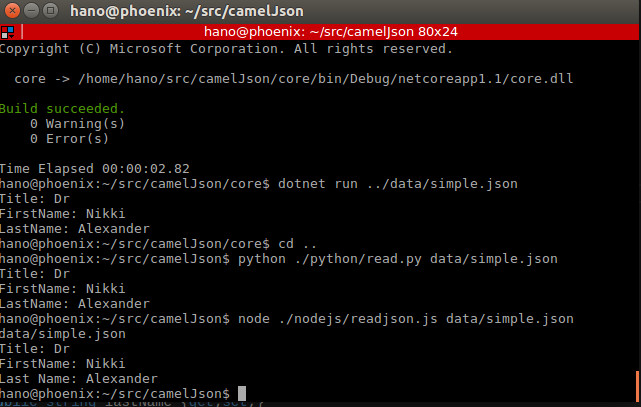 hano@phoenix: ~/src/camelJson
hano@phoenix: ~/src/camelJson 80x24
Copyright (C) Microsoft Corporation. All rights reserved.
core -> /home/hano/src/camelJson/core/bin/Debug/netcoreapp1.1/core.dll
Build succeeded.
0 Warning(s)
0 Error(s)
Time Elapsed 00:00:02.82
hano@phoenix:~/src/camelJson/core$ dotnet run ../data/simple.json
Title: Dr
FirstName: Nikki
LastName: Alexander
hano@phoenix:~/src/camelJson/core$ cd ..
hano@phoenix:~/src/camelJson$ python ./python/read.py data/simple.json
Title: Dr
FirstName: Nikki
LastName: Alexander
hano@phoenix:~/src/camelJson$ node ./nodejs/readjson.js data/simple.json
data/simple.json
Title: Dr
FirstName: Nikki
Last Name: Alexander
hano@phoenix:~/src/camelJson$